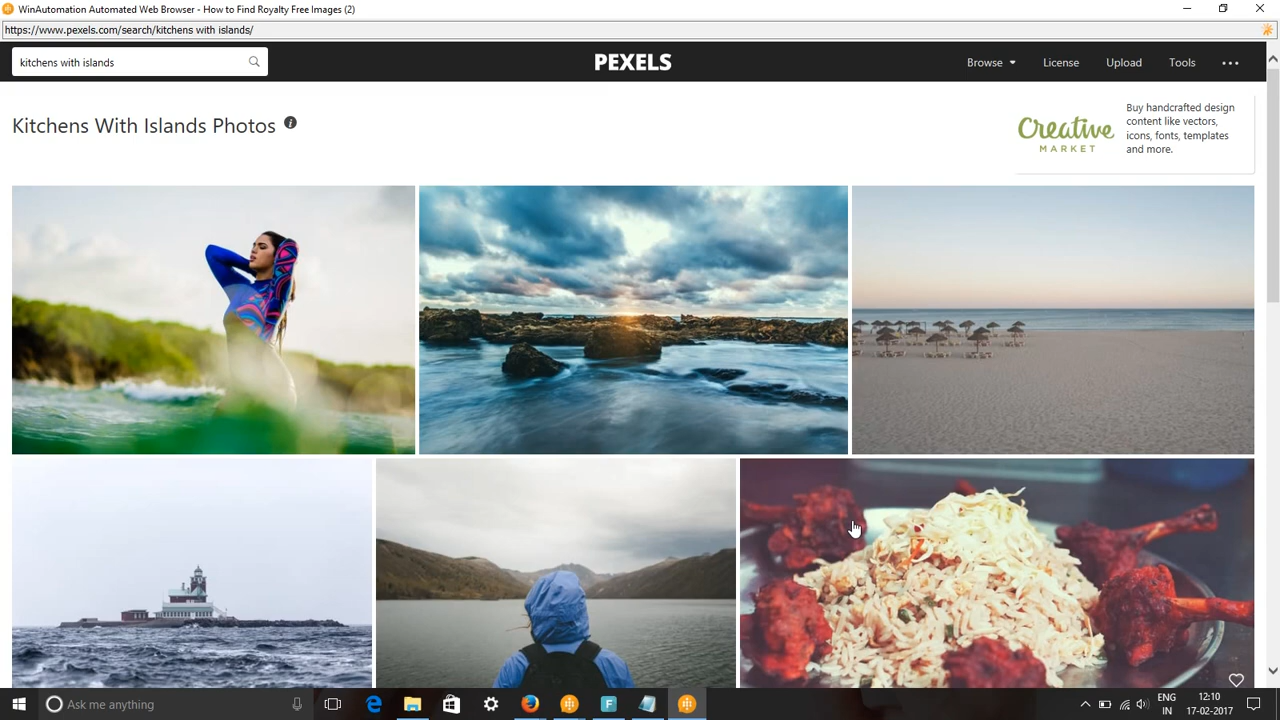 WinAutomation Automated Web Browser - How to Find Royalty Free Images (2)
https://www.pexels.com/search/kitchens with islands/
kitchens with islands
PEXELS
Browse
License
Upload
Tools
Kitchens With Islands Photos
Creative
MARKET
Buy handcrafted design
content like vectors,
icons, fonts, templates
and more.
Ask me anything
ENG
IN
12:10
17-02-2017